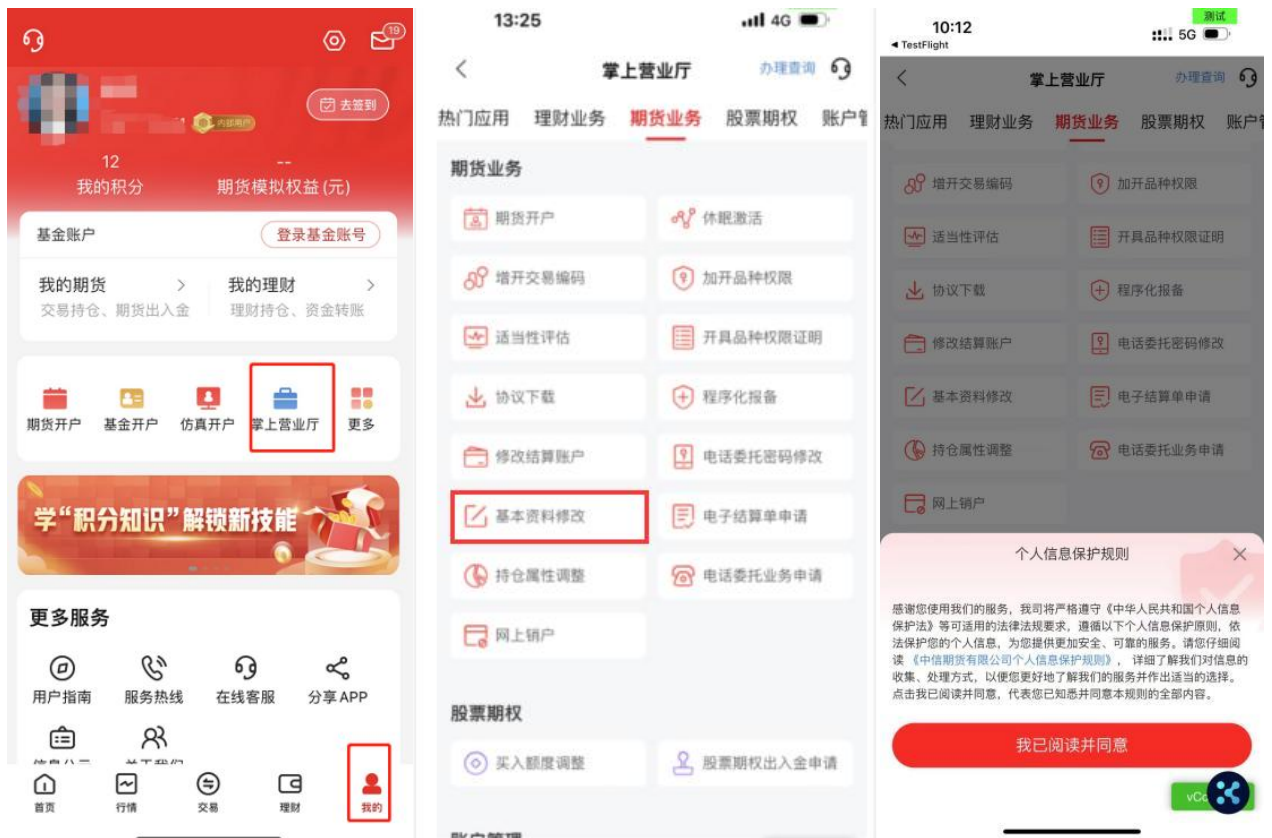 19
去签到
内部用户
12
--
我的积分
期货模拟权益(元)
基金账户
登录基金账号
我的期货
我的理财
交易持仓、期货出入金
理财持仓、资金转账
期货开户
基金开户
仿真开户
掌上营业厅
更多
学“积分知识”解锁新技能
更多服务
用户指南
服务热线
在线客服
分享APP
首页
行情
交易
理财
我的
13:25
4G
掌上营业厅
办理查询
热门应用
理财业务
期货业务
股票期权
期货业务
期货开户
休眠激活
增开交易编码
加开品种权限
适当性评估
开具品种权限证明
协议下载
程序化报备
修改结算账户
电话委托密码修改
基本资料修改
电子结算单申请
持仓属性调整
电话委托业务申请
网上销户
股票期权
买入额度调整
股票期权出入金申请
测试
10:12
5G
TestFlight
掌上营业厅
办理查询
热门应用
理财业务
期货业务
股票期权
增开交易编码
加开品种权限
适当性评估
开具品种权限证明
协议下载
程序化报备
修改结算账户
电话委托密码修改
基本资料修改
电子结算单申请
持仓属性调整
电话委托业务申请
网上销户
个人信息保护规则
感谢您使用我们的服务，我司将严格遵守《中华人民共和国个人信息
保护法》等可适用的法律法规要求，遵循以下个人信息保护原则，依
法保护您的个人信息，为您提供更加安全、可靠的服务。请您仔细阅
读《中信期货有限公司个人信息保护规则》，详细了解我们对信息的
收集、处理方式，以便您更好地了解我们的服务并作出适当的选择。
点击我已阅读并同意，代表您已知悉并同意本规则的全部内容。
我已阅读并同意